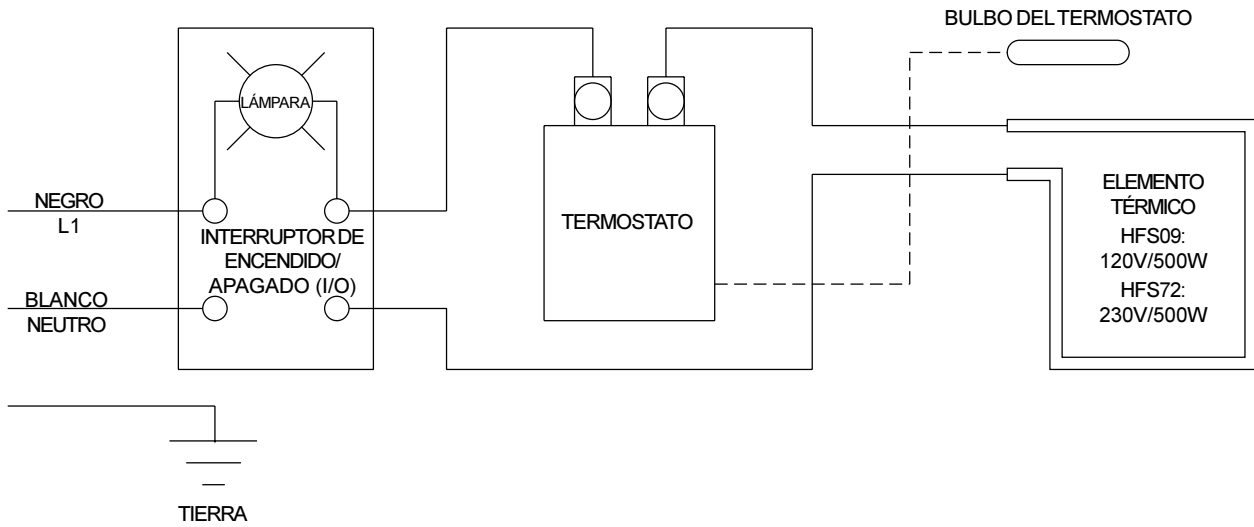 BULBO DEL TERMOSTATO
LÁMPARA
NEGRO
L1
INTERRUPTOR DE
ENCENDIDO/
APAGADO (I/O)
BLANCO
NEUTRO
TIERRA
TERMOSTATO
ELEMENTO
TÉRMICO
HFS09:
120V/500W
HFS72:
230V/500W